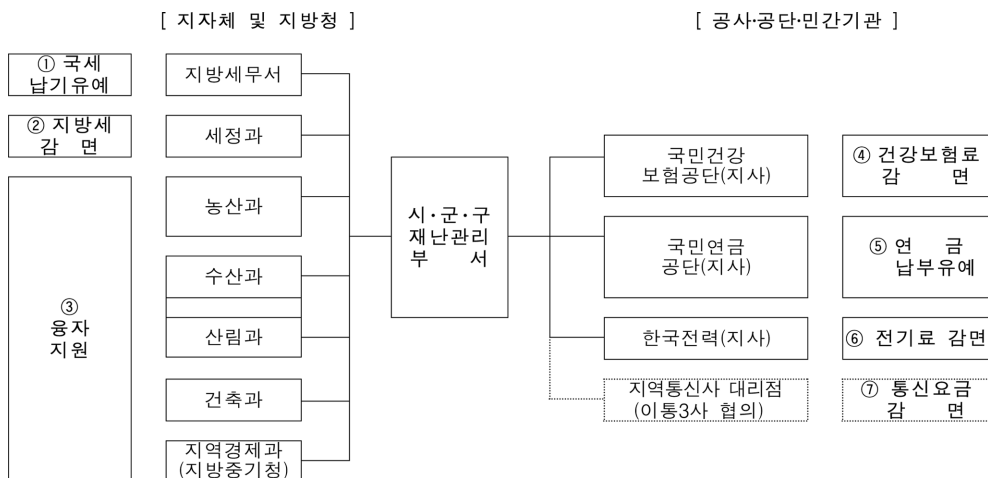 [ 지자체 및 지방청 ]
[ 공사·공단·민간기관 ]
① 국세
납기유예
지방세무서
② 지방세
감 면
세정과
③
융자
지원
농산과
수산과
산림과
건축과
지역경제과
(지방중기청)
시·군·구
재난관리
부 서
국민건강
보험공단(지사)
④ 건강보험료
감 면
국민연금
공단(지사)
⑤ 연 금
납부유예
한국전력(지사)
⑥ 전기료 감면
지역통신사 대리점
(이통3사 협의)
⑦ 통신요금
감 면